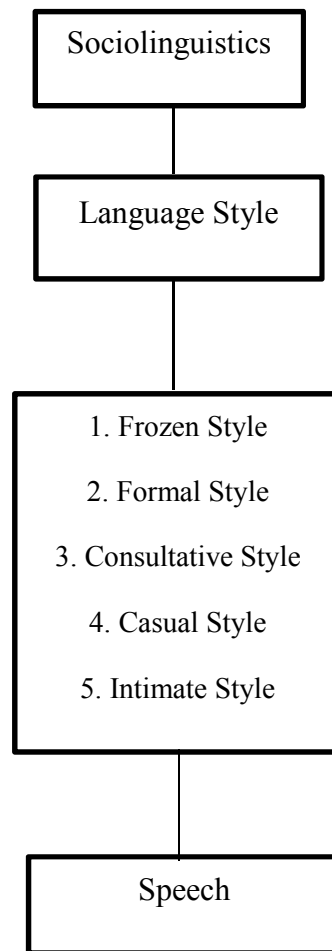 Sociolinguistics
Language Style
1. Frozen Style
2. Formal Style
3. Consultative Style
4. Casual Style
5. Intimate Style
Speech